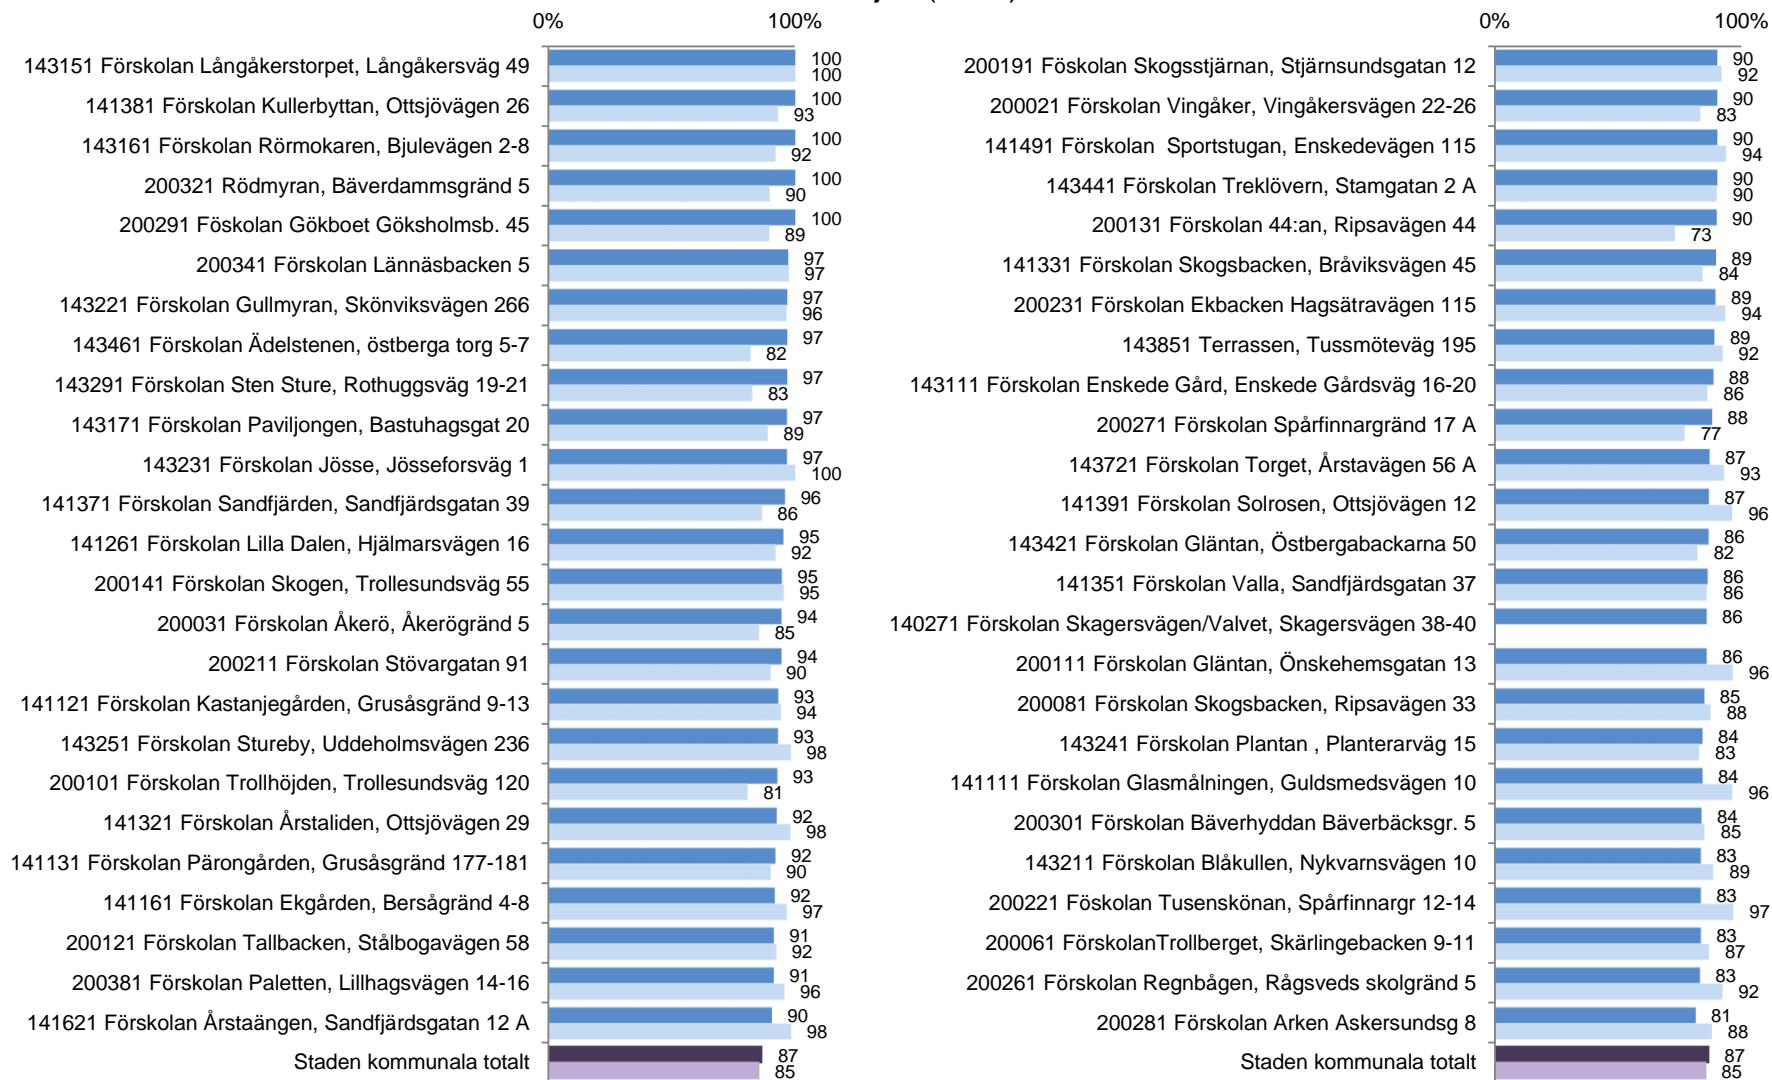 0% 100%
143151 Förskolan Långåkerstorpet, Långåkersväg 49 100 100
141381 Förskolan Kullerbyttan, Ottsjövägen 26 100 93
143161 Förskolan Rörmokaren, Bjulevägen 2-8 100 92
200321 Rödmyran, Bäverdammsgränd 5 100 90
200291 Föskolan Gökboet Göksholmsb. 45 100 89
200341 Förskolan Lännäsbacken 5 97 97
143221 Förskolan Gullmyran, Skönviksvägen 266 97 96
143461 Förskolan Ädelstenen, östberga torg 5-7 97 82
143291 Förskolan Sten Sture, Rothuggsväg 19-21 97 83
143171 Förskolan Paviljongen, Bastuhagsgat 20 97 89
143231 Förskolan Jösse, Jösseforsväg 1 97 100
141371 Förskolan Sandfjärden, Sandfjärdsgatan 39 96 86
141261 Förskolan Lilla Dalen, Hjälmarsvägen 16 95 92
200141 Förskolan Skogen, Trollesundsväg 55 95 95
200031 Förskolan Åkerö, Åkerögränd 5 94 85
200211 Förskolan Stövargatan 91 94 90
141121 Förskolan Kastanjegården, Grusåsgränd 9-13 93 94
143251 Förskolan Stureby, Uddeholmsvägen 236 93 98
200101 Förskolan Trollhöjden, Trollesundsväg 120 93 81
141321 Förskolan Årstaliden, Ottsjövägen 29 92 98
141131 Förskolan Pärongården, Grusåsgränd 177-181 92 90
141161 Förskolan Ekgården, Bersågränd 4-8 92 97
200121 Förskolan Tallbacken, Stålbogavägen 58 91 92
200381 Förskolan Paletten, Lillhagsvägen 14-16 91 96
141621 Förskolan Årstaängen, Sandfjärdsgatan 12 A 90 98
Staden kommunala totalt 87 85
0% 100%
200191 Föskolan Skogsstjärnan, Stjärnsundsgatan 12 90 92
200021 Förskolan Vingåker, Vingåkersvägen 22-26 90 83
141491 Förskolan  Sportstugan, Enskedevägen 115 90 94
143441 Förskolan Treklövern, Stamgatan 2 A 90 90
200131 Förskolan 44:an, Ripsavägen 44 90 73
141331 Förskolan Skogsbacken, Bråviksvägen 45 89 84
200231 Förskolan Ekbacken Hagsätravägen 115 89 94
143851 Terrassen, Tussmöteväg 195 89 92
143111 Förskolan Enskede Gård, Enskede Gårdsväg 16-20 88 86
200271 Förskolan Spårfinnargränd 17 A 88 77
143721 Förskolan Torget, Årstavägen 56 A 87 93
141391 Förskolan Solrosen, Ottsjövägen 12 87 96
143421 Förskolan Gläntan, Östbergabackarna 50 86 82
141351 Förskolan Valla, Sandfjärdsgatan 37 86 86
140271 Förskolan Skagersvägen/Valvet, Skagersvägen 38-40 86
200111 Förskolan Gläntan, Önskehemsgatan 13 86 96
200081 Förskolan Skogsbacken, Ripsavägen 33 85 88
143241 Förskolan Plantan , Planterarväg 15 84 83
141111 Förskolan Glasmålningen, Guldsmedsvägen 10 84 96
200301 Förskolan Bäverhyddan Bäverbäcksgr. 5 84 85
143211 Förskolan Blåkullen, Nykvarnsvägen 10 83 89
200221 Föskolan Tusenskönan, Spårfinnargr 12-14 83 97
200061 FörskolanTrollberget, Skärlingebacken 9-11 83 87
200261 Förskolan Regnbågen, Rågsveds skolgränd 5 83 92
200281 Förskolan Arken Askersundsg 8 81 88
Staden kommunala totalt 87 85